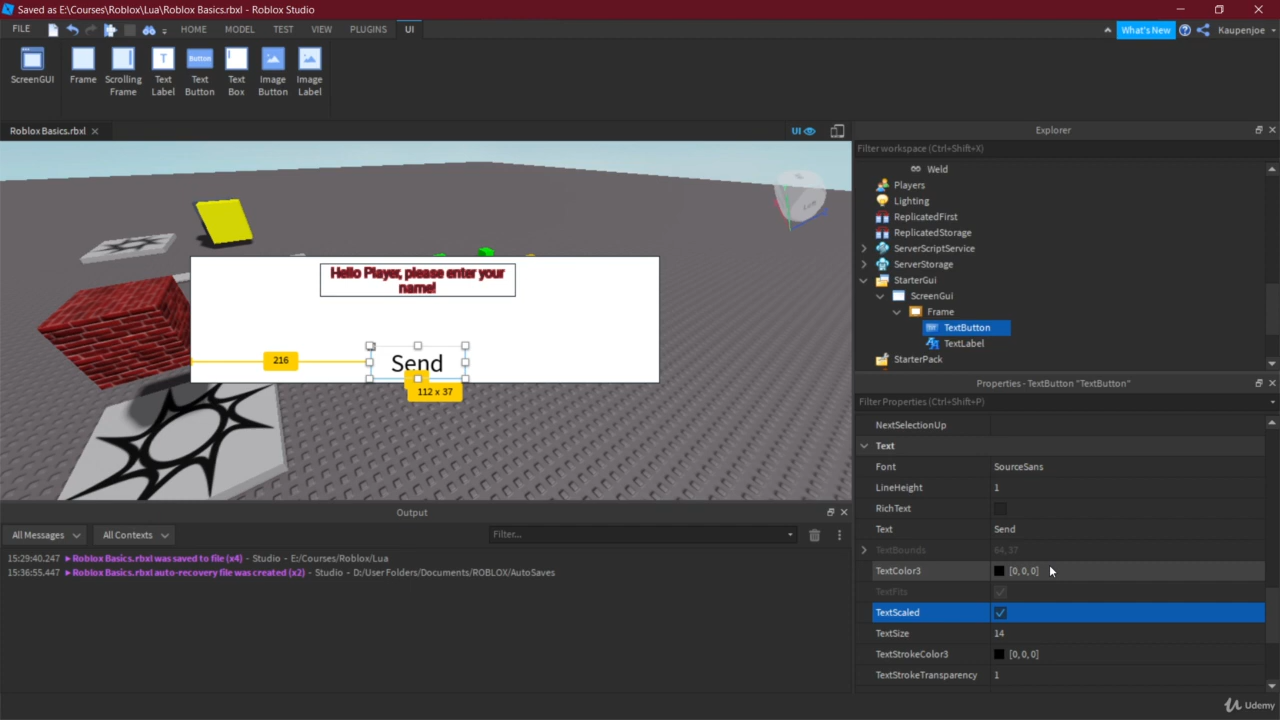 Saved as E:\Courses\Roblox\Lua\Roblox Basics.rbxl - Roblox Studio
FILE HOME MODEL TEST VIEW PLUGINS UI What's New Kaupenjoe
ScreenGUI Frame Scrolling Frame Text Label Button Text Button Text Box Image Button Image Label
Roblox Basics.rbxl UI
Hello Player, please enter your
name!
216
Send
112 x 37
Explorer
Filter workspace (Ctrl+Shift+X)
Weld
Players
Lighting
ReplicatedFirst
ReplicatedStorage
ServerScriptService
ServerStorage
StarterGui
ScreenGui
Frame
TextButton
TextLabel
StarterPack
Properties - TextButton "TextButton"
Filter Properties (Ctrl+Shift+P)
NextSelectionUp
Text
Font SourceSans
LineHeight 1
RichText
Text Send
TextBounds 64, 37
TextColor3 [0, 0, 0]
TextFits
TextScaled
TextSize 14
TextStrokeColor3 [0, 0, 0]
TextStrokeTransparency 1
Output
All Messages All Contexts Filter...
15:29:40.247 Roblox Basics.rbxl was saved to file (x4) - Studio - E:/Courses/Roblox/Lua
15:36:55.447 Roblox Basics.rbxl auto-recovery file was created (x2) - Studio - D:/User Folders/Documents/ROBLOX/AutoSaves
Udemy